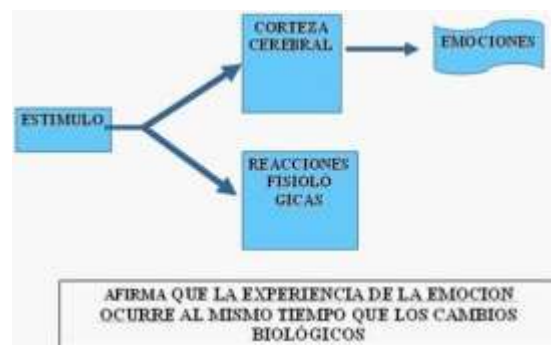 CORTEZA
CEREBRAL
EMOCIONES
ESTIMULO
REACCIONES
FISIOLO
GICAS
AFIRMA QUE LA EXPERIENCIA DE LA EMOCION
OCURRE AL MISMO TIEMPO QUE LOS CAMBIOS
BIOLÓGICOS